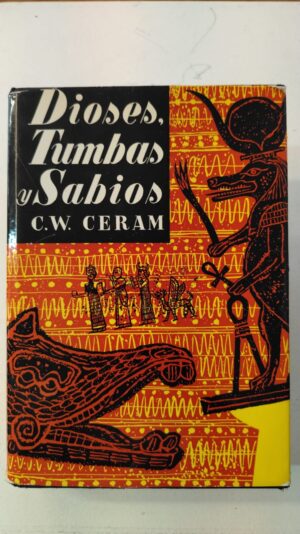 Dioses,
Tumbas
y Sabios
C.W. CERAM